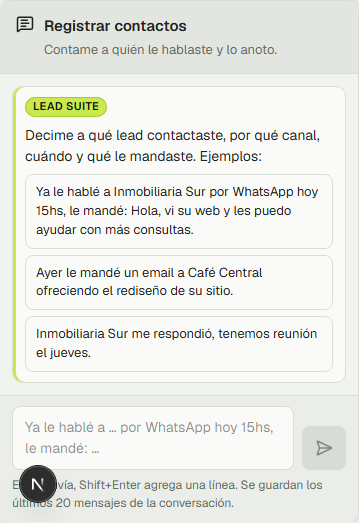 Registrar contactos
Contame a quién le hablaste y lo anoto.
LEAD SUITE
Decime a qué lead contactaste, por qué canal,
cuándo y qué le mandaste. Ejemplos:
Ya le hablé a Inmobiliaria Sur por WhatsApp hoy
15hs, le mandé: Hola, vi su web y les puedo
ayudar con más consultas.
Ayer le mandé un email a Café Central
ofreciendo el rediseño de su sitio.
Inmobiliaria Sur me respondió, tenemos reunión
el jueves.
Ya le hablé a … por WhatsApp hoy 15hs,
le mandé: …
N
vía, Shift+Enter agrega una línea. Se guardan los
últimos 20 mensajes de la conversación.